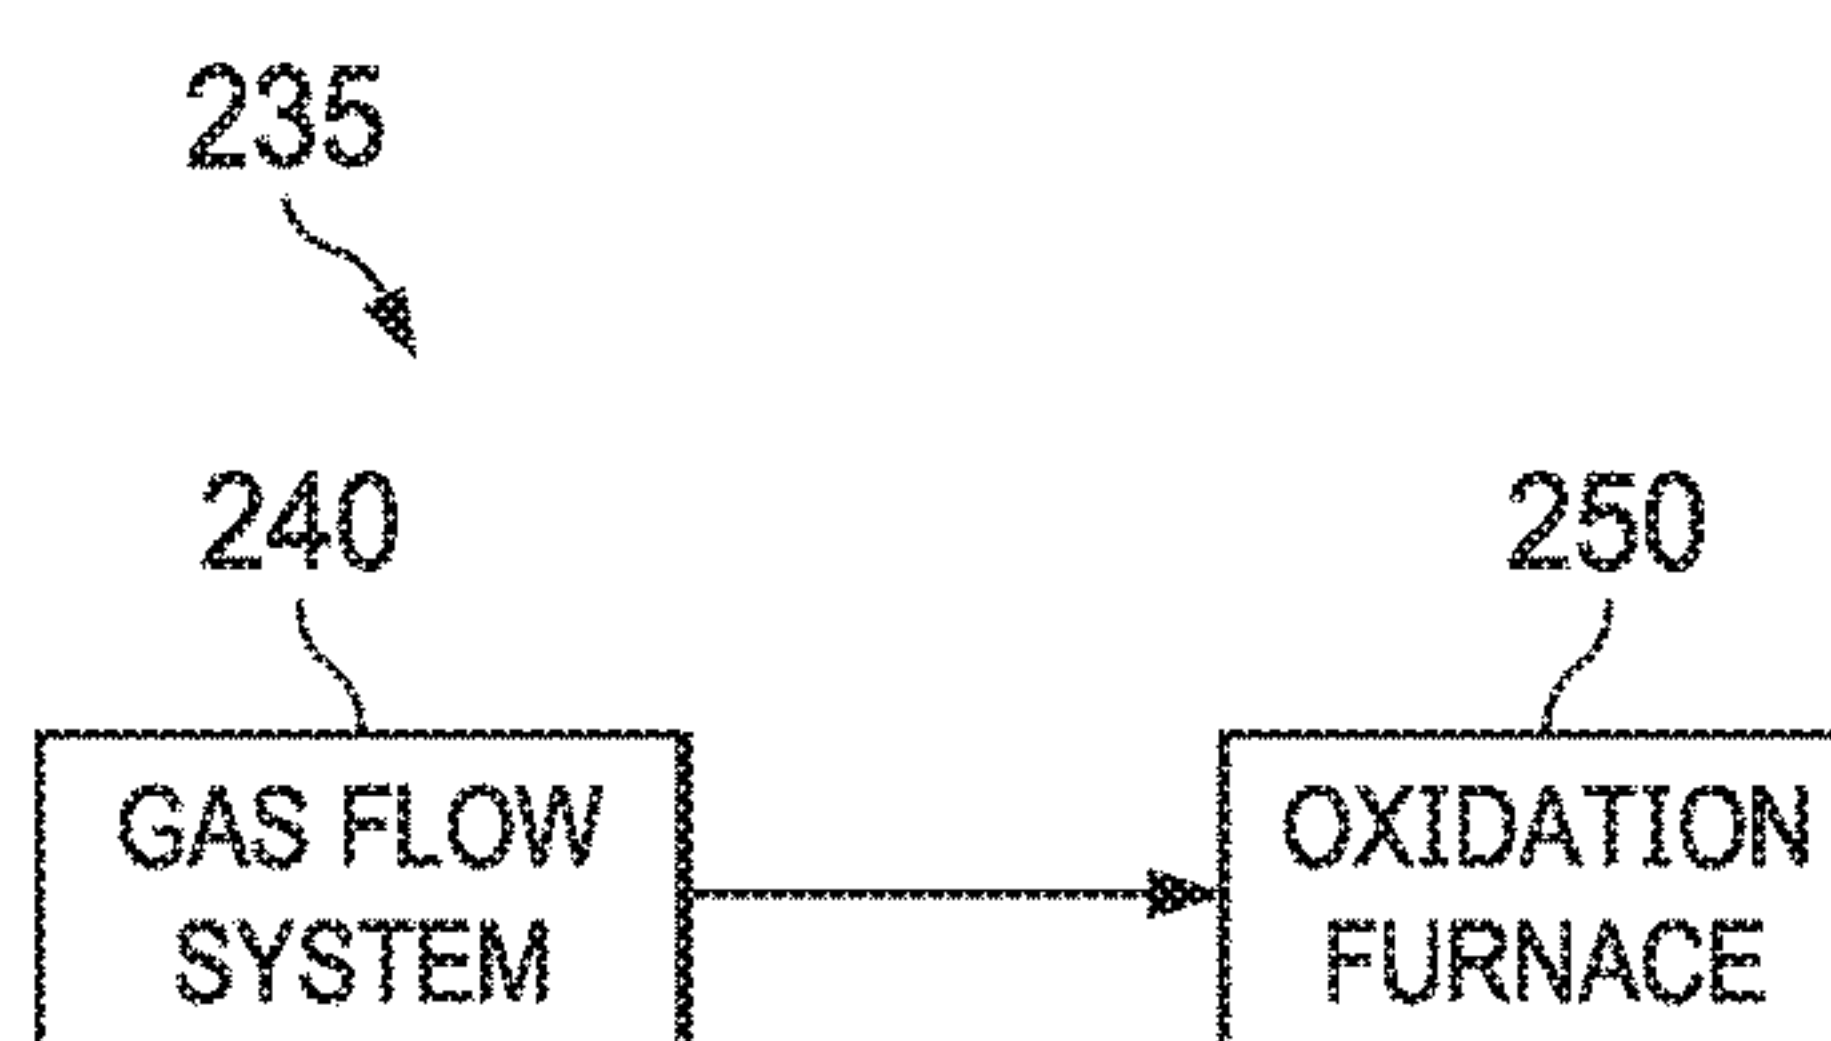 235
240
250
GAS FLOW
SYSTEM
OXIDATION
FURNACE